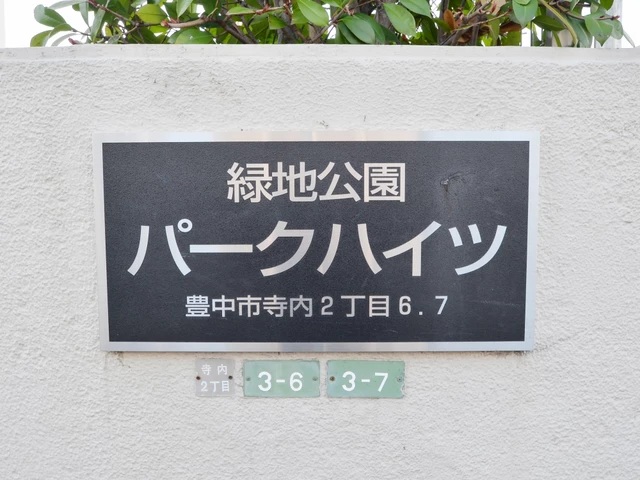 緑地公園
パークハイツ
豊中市寺内2丁目6.7
寺内
2丁目
3-6
3-7